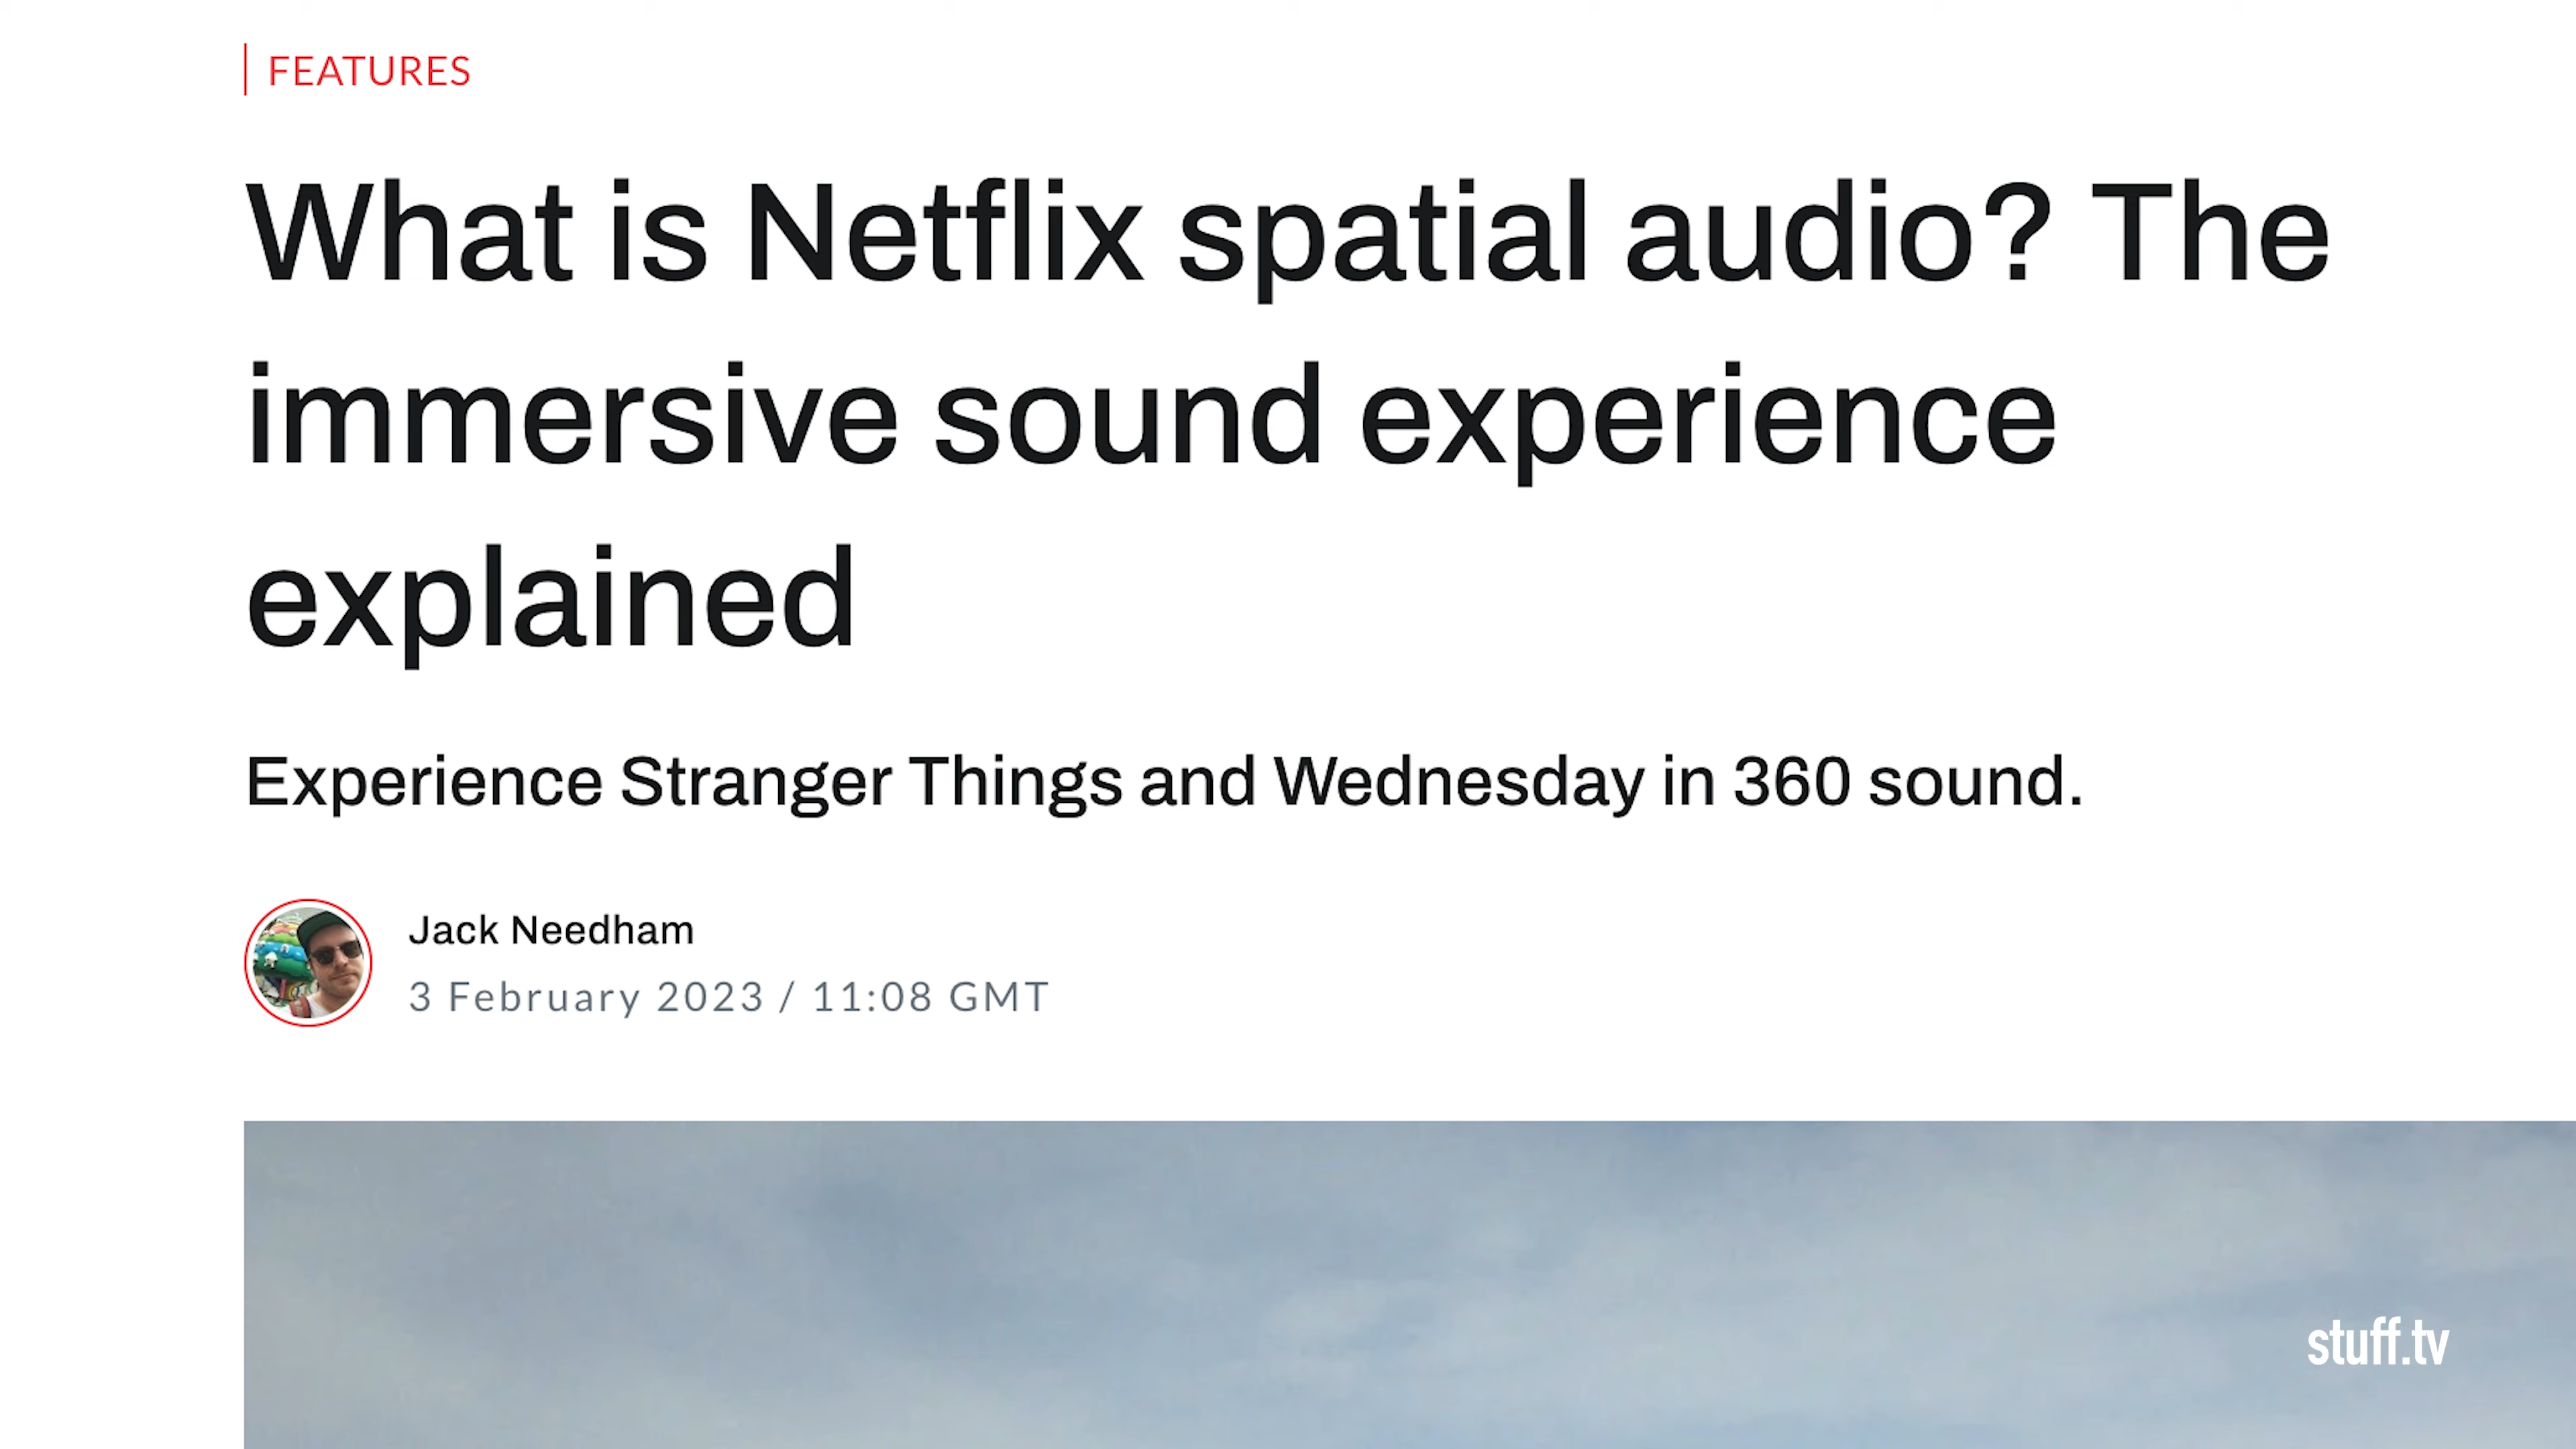 FEATURES
What is Netflix spatial audio? The
immersive sound experience
explained
Experience Stranger Things and Wednesday in 360 sound.
Jack Needham
3 February 2023 / 11:08 GMT
stuff.tv